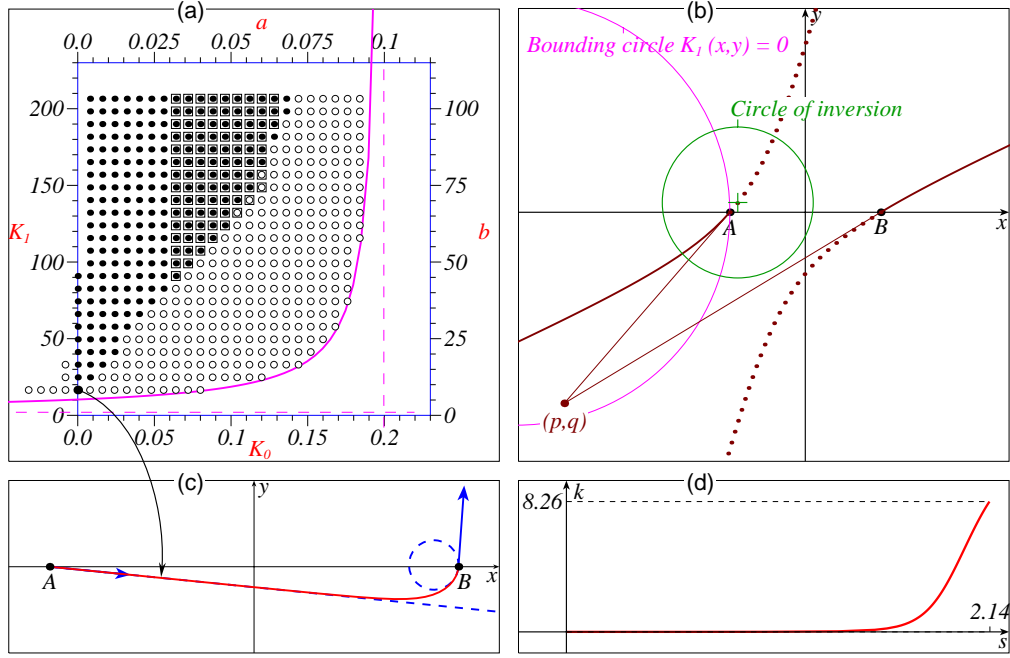 (a)
a
0.0 0.025 0.05 0.075 0.1
200
150
100
50
0
K1
100
75
50
25
0
b
0.0 0.05 0.1 0.15 0.2
K0
(b)
y
Bounding circle K1 (x,y) = 0
Circle of inversion
A
B
x
(p,q)
(c)
y
A
B
x
(d)
k
8.26
2.14
s